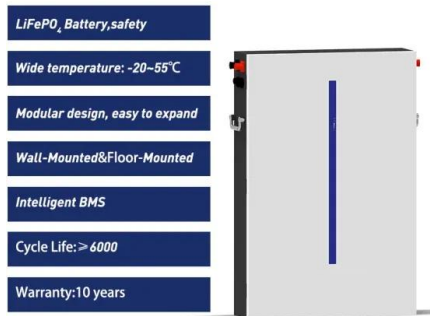 LiFePO₄ Battery,safety
Wide temperature: -20~55℃
Modular design, easy to expand
Wall-Mounted&Floor-Mounted
Intelligent BMS
Cycle Life:≥6000
Warranty:10 years